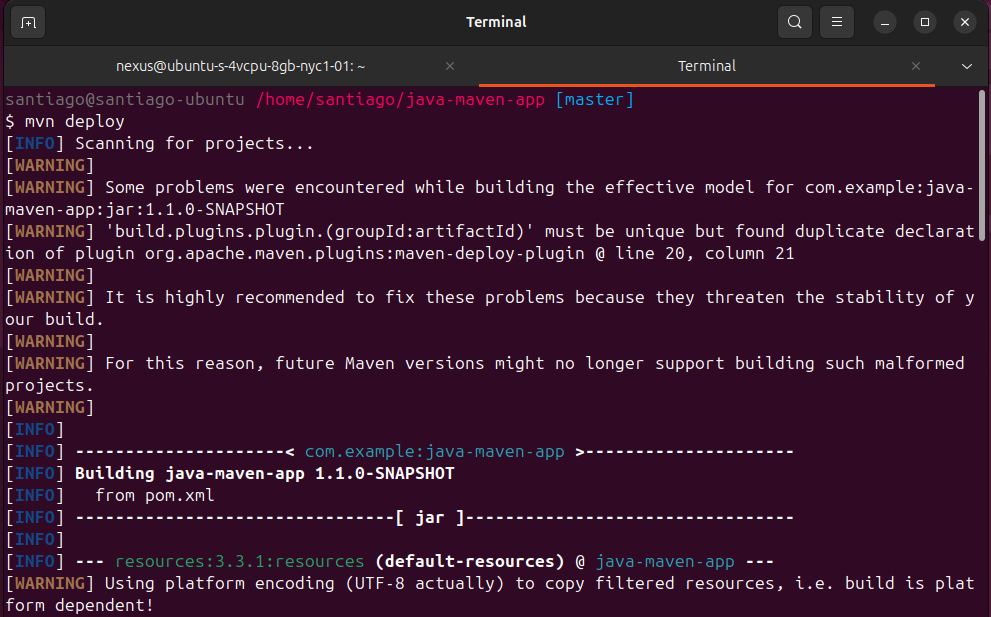 Terminal
nexus@ubuntu-s-4vcpu-8gb-nyc1-01: ~
Terminal
santiago@santiago-ubuntu /home/santiago/java-maven-app [master]
$ mvn deploy
[INFO] Scanning for projects...
[WARNING]
[WARNING] Some problems were encountered while building the effective model for com.example:java-
maven-app:jar:1.1.0-SNAPSHOT
[WARNING] 'build.plugins.plugin.(groupId:artifactId)' must be unique but found duplicate declarat
ion of plugin org.apache.maven.plugins:maven-deploy-plugin @ line 20, column 21
[WARNING]
[WARNING] It is highly recommended to fix these problems because they threaten the stability of y
our build.
[WARNING]
[WARNING] For this reason, future Maven versions might no longer support building such malformed
projects.
[WARNING]
[INFO]
[INFO] ---------------------< com.example:java-maven-app >---------------------
[INFO] Building java-maven-app 1.1.0-SNAPSHOT
[INFO]   from pom.xml
[INFO] --------------------------------[ jar ]---------------------------------
[INFO]
[INFO] --- resources:3.3.1:resources (default-resources) @ java-maven-app ---
[WARNING] Using platform encoding (UTF-8 actually) to copy filtered resources, i.e. build is plat
form dependent!